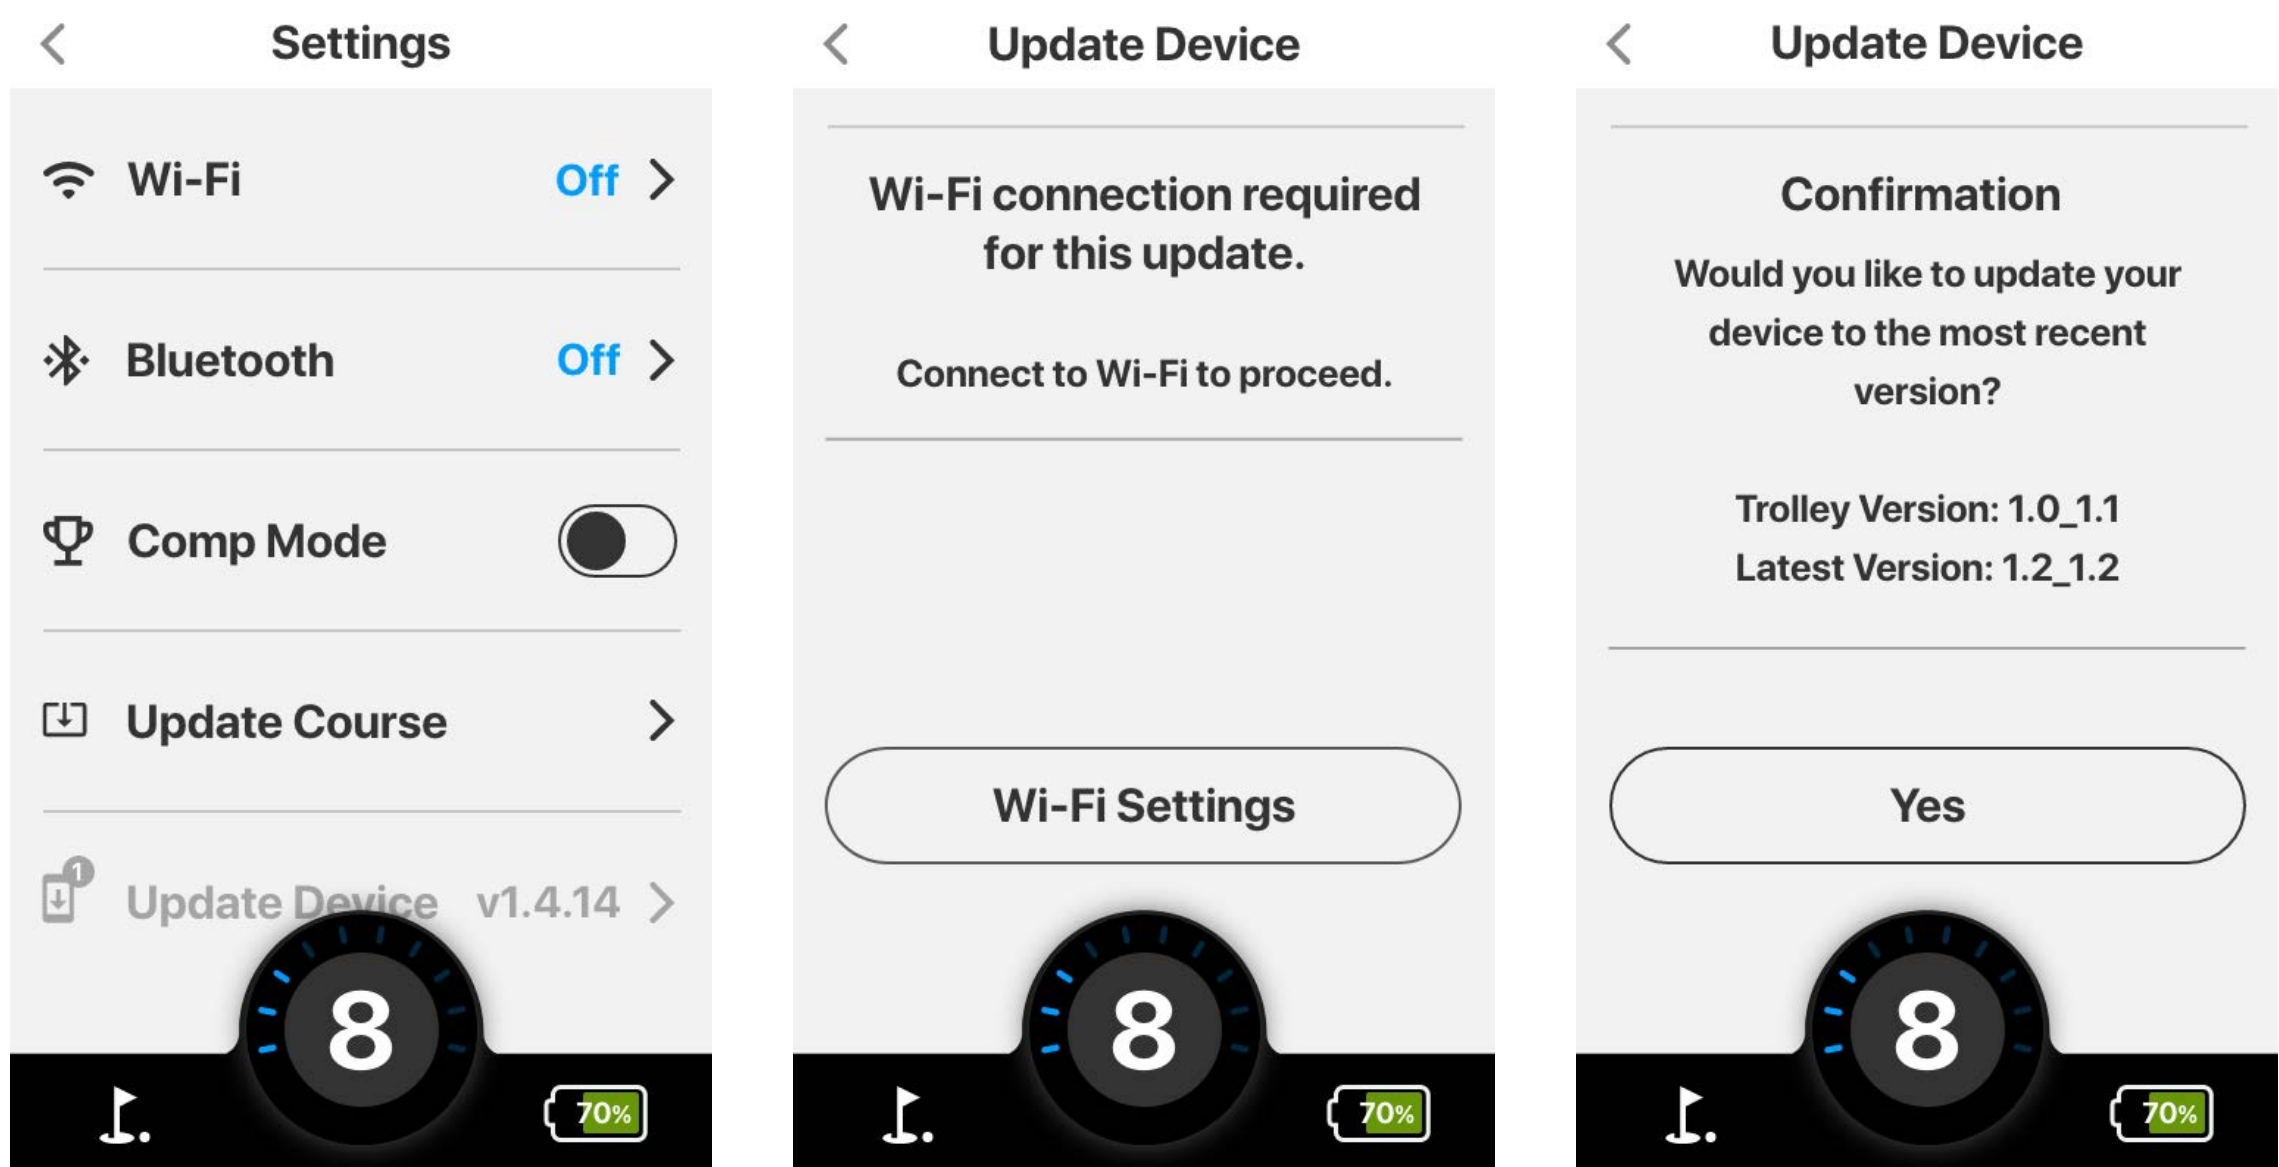 Settings
Wi-Fi Off
Bluetooth Off
Comp Mode
Update Course
1
Update Device v1.4.14
8
70%
Update Device
Wi-Fi connection required
for this update.
Connect to Wi-Fi to proceed.
Wi-Fi Settings
8
70%
Update Device
Confirmation
Would you like to update your
device to the most recent
version?
Trolley Version: 1.0_1.1
Latest Version: 1.2_1.2
Yes
8
70%